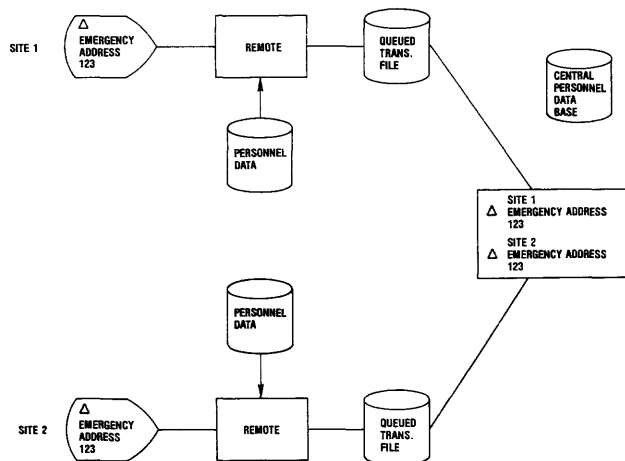 SITE 1
Δ
EMERGENCY
ADDRESS
123
REMOTE
QUEUED
TRANS.
FILE
CENTRAL
PERSONNEL
DATA
BASE
PERSONNEL
DATA
SITE 1
Δ EMERGENCY ADDRESS
123
SITE 2
Δ EMERGENCY ADDRESS
123
PERSONNEL
DATA
SITE 2
Δ
EMERGENCY
ADDRESS
123
REMOTE
QUEUED
TRANS.
FILE